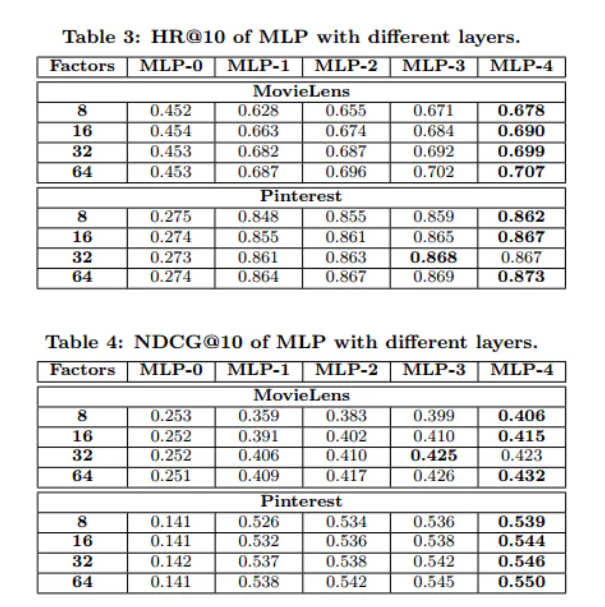 Table 3: HR@10 of MLP with different layers.
Factors MLP-0 MLP-1 MLP-2 MLP-3 MLP-4
MovieLens
8 0.452 0.628 0.655 0.671 0.678
16 0.454 0.663 0.674 0.684 0.690
32 0.453 0.682 0.687 0.692 0.699
64 0.453 0.687 0.696 0.702 0.707
Pinterest
8 0.275 0.848 0.855 0.859 0.862
16 0.274 0.855 0.861 0.865 0.867
32 0.273 0.861 0.863 0.868 0.867
64 0.274 0.864 0.867 0.869 0.873
Table 4: NDCG@10 of MLP with different layers.
Factors MLP-0 MLP-1 MLP-2 MLP-3 MLP-4
MovieLens
8 0.253 0.359 0.383 0.399 0.406
16 0.252 0.391 0.402 0.410 0.415
32 0.252 0.406 0.410 0.425 0.423
64 0.251 0.409 0.417 0.426 0.432
Pinterest
8 0.141 0.526 0.534 0.536 0.539
16 0.141 0.532 0.536 0.538 0.544
32 0.142 0.537 0.538 0.542 0.546
64 0.141 0.538 0.542 0.545 0.550